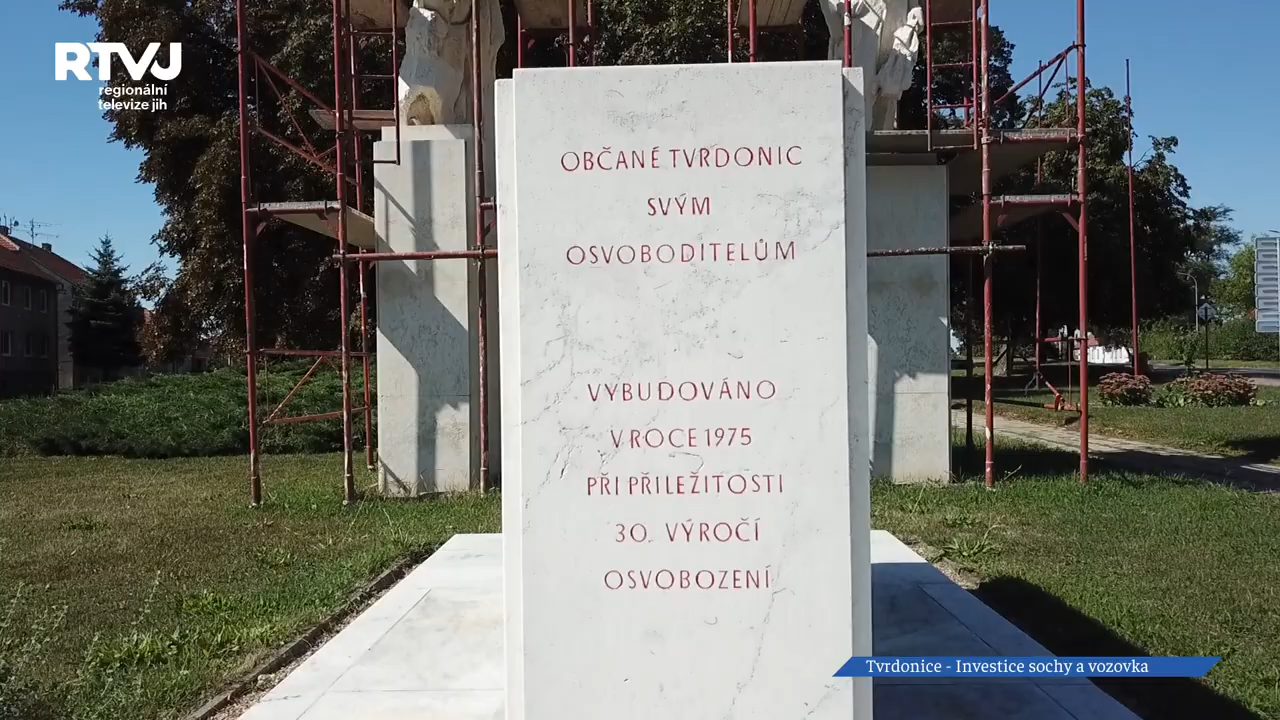 RTVJ
regionální
televize jih
OBČANÉ TVRDONIC
SVÝM
OSVOBODITELŮM
VYBUDOVÁNO
V ROCE 1975
PŘI PŘILEŽITOSTI
30. VÝROČÍ
OSVOBOZENÍ
Tvrdonice - Investice sochy a vozovka